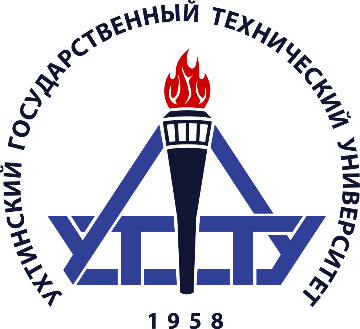 УХТИНСКИЙ ГОСУДАРСТВЕННЫЙ ТЕХНИЧЕСКИЙ УНИВЕРСИТЕТ
УГТУ
1958